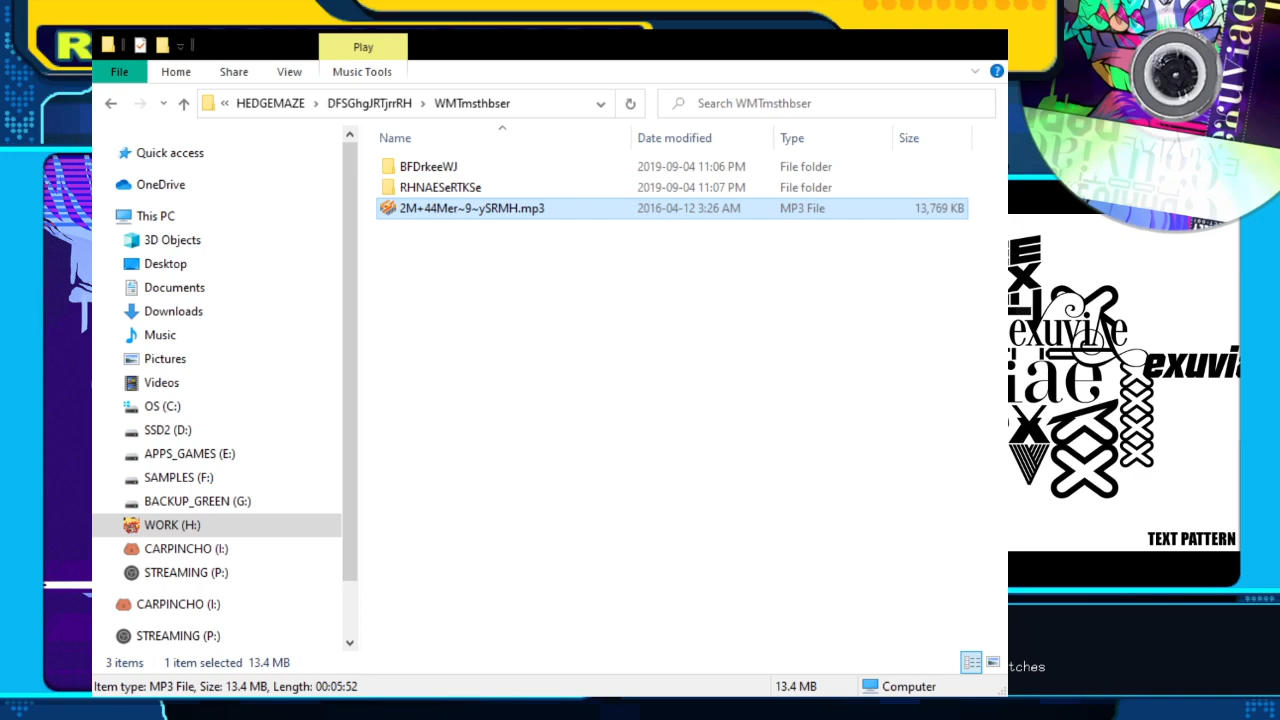 R
Play
File
Home
Share
View
Music Tools
?
«
HEDGEMAZE
DFSGhgJRTjrrRH
WMTmsthbser
Search WMTmsthbser
Name
Date modified
Type
Size
BFDrkeeWJ
2019-09-04 11:06 PM
File folder
RHNAESeRTKSe
2019-09-04 11:07 PM
File folder
2M+44Mer~9~ySRMH.mp3
2016-04-12 3:26 AM
MP3 File
13,769 KB
Quick access
OneDrive
This PC
3D Objects
Desktop
Documents
Downloads
Music
Pictures
Videos
OS (C:)
SSD2 (D:)
APPS_GAMES (E:)
SAMPLES (F:)
BACKUP_GREEN (G:)
WORK (H:)
CARPINCHO (I:)
STREAMING (P:)
CARPINCHO (I:)
STREAMING (P:)
3 items
1 item selected 13.4 MB
Item type: MP3 File, Size: 13.4 MB, Length: 00:05:52
13.4 MB
Computer
exuviae
exuviae
exuvi
viae
TEXT PATTERN
tches